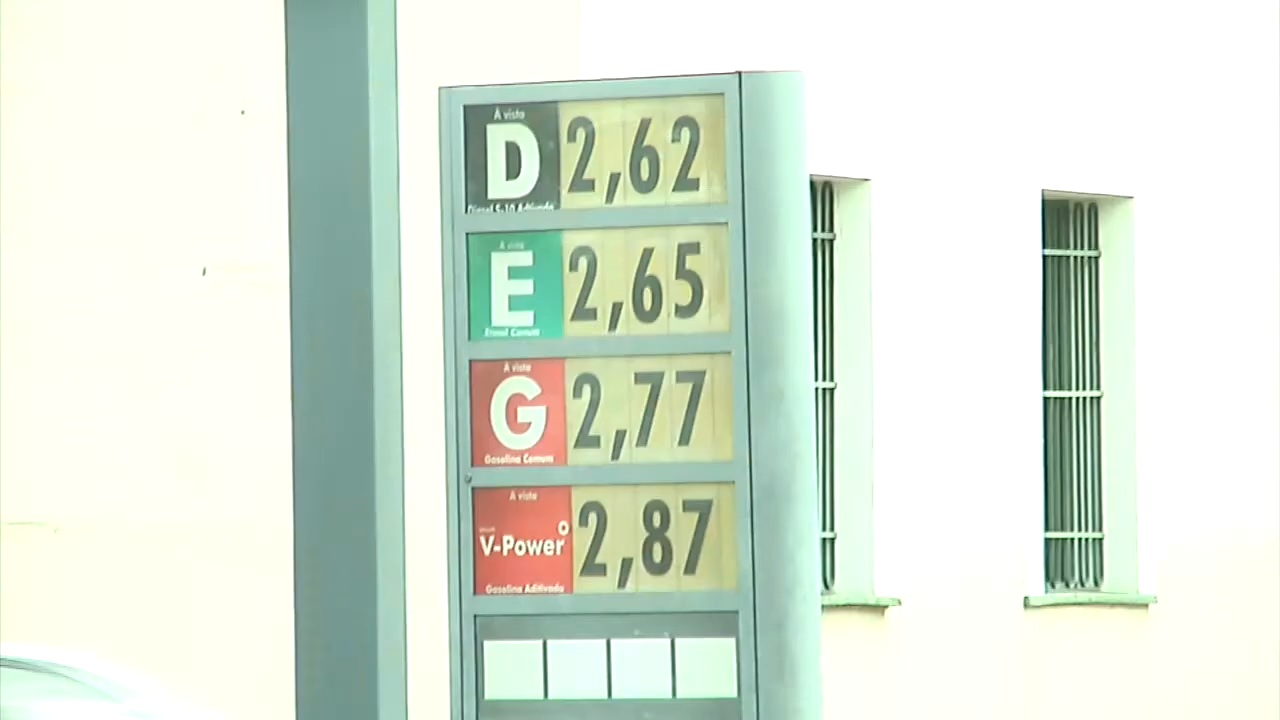 À vista
D 2,62
Diesel S-10 Aditivado
À vista
E 2,65
Etanol Comum
À vista
G 2,77
Gasolina Comum
À vista
V-Power 2,87
Gasolina Aditivada